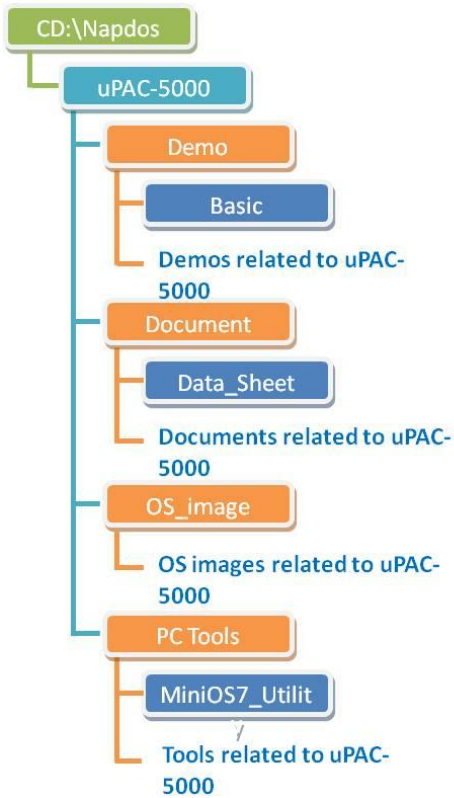 CD:\Napdos
uPAC-5000
Demo
Basic
Demos related to uPAC-
5000
Document
Data_Sheet
Documents related to uPAC-
5000
OS_image
OS images related to uPAC-
5000
PC Tools
MiniOS7_Utilit
y
Tools related to uPAC-
5000